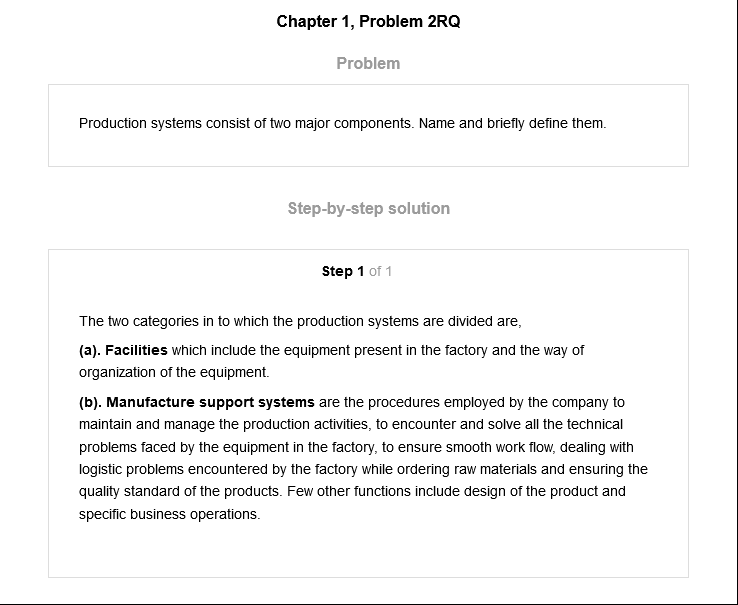 Chapter 1, Problem 2RQ
Problem
Production systems consist of two major components. Name and briefly define them.
Step-by-step solution
Step 1 of 1
The two categories in to which the production systems are divided are,
(a). Facilities which include the equipment present in the factory and the way of
organization of the equipment.
(b). Manufacture support systems are the procedures employed by the company to
maintain and manage the production activities, to encounter and solve all the technical
problems faced by the equipment in the factory, to ensure smooth work flow, dealing with
logistic problems encountered by the factory while ordering raw materials and ensuring the
quality standard of the products. Few other functions include design of the product and
specific business operations.